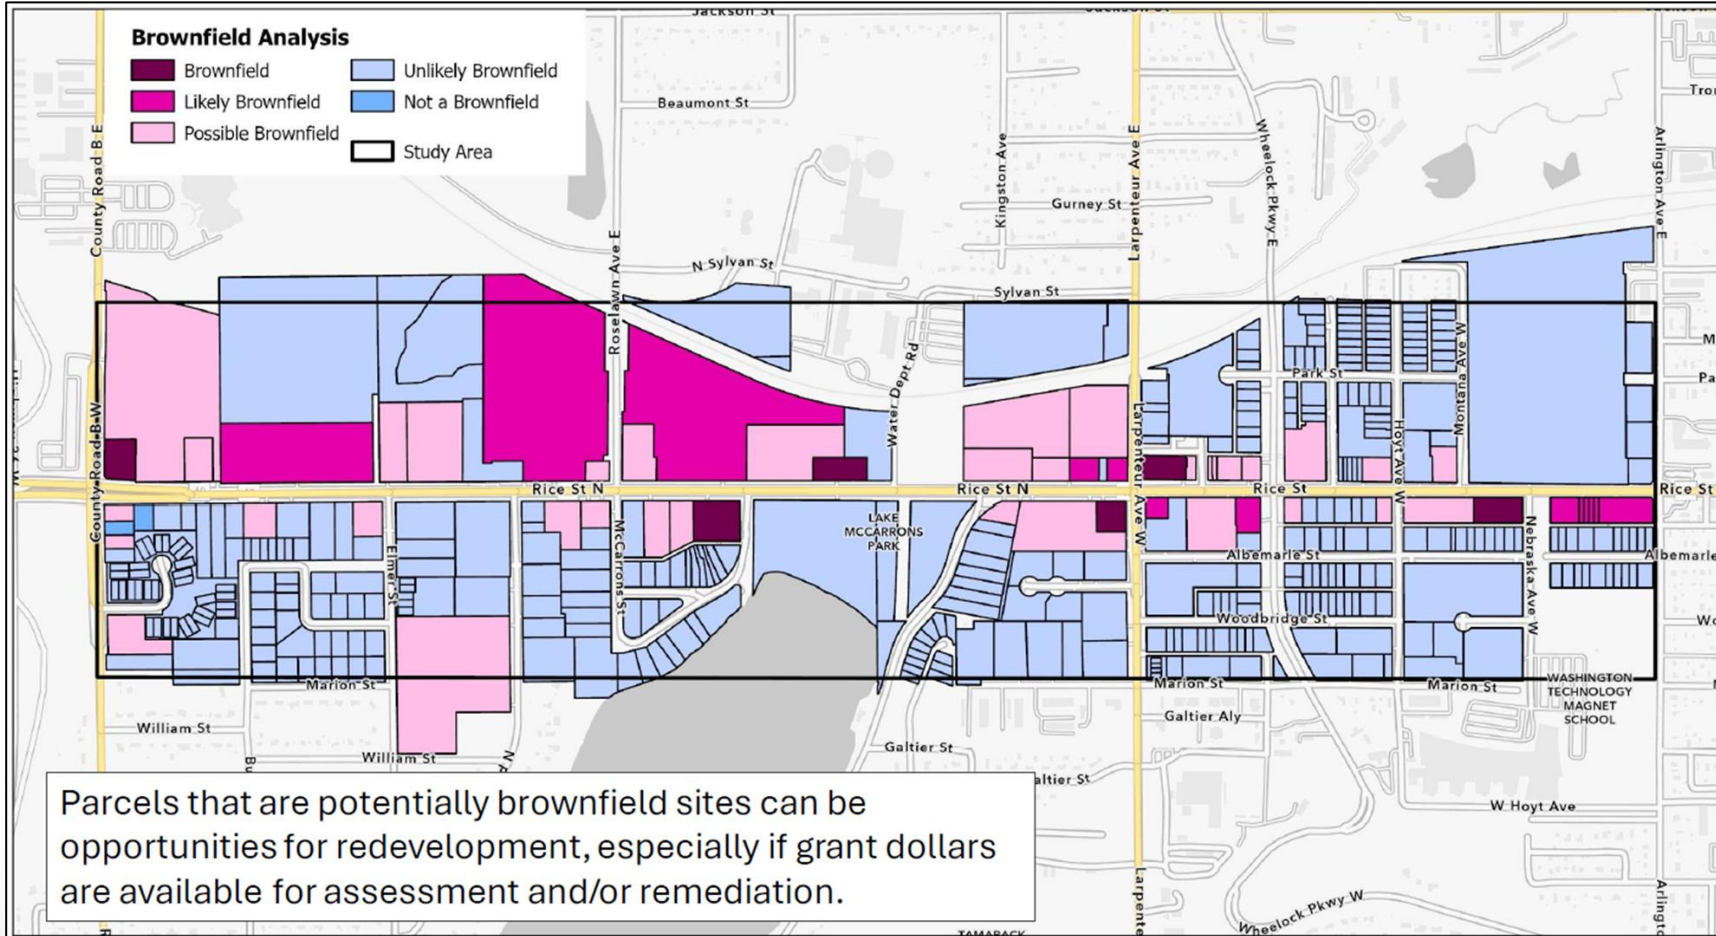 Jackson St
Brownfield Analysis
Brownfield
Likely Brownfield
Possible Brownfield
Unlikely Brownfield
Not a Brownfield
Study Area
Beaumont St
County Road B E
Kingston Ave
Larpenteur Ave E
Wheelock Pkwy E
Arlington Ave E
Gurney St
N Sylvan St
Sylvan St
Roselawn Ave E
Water Dept Rd
Park St
Montana Ave W
Hoyt Ave W
Larpenteur Ave W
County Road B W
Rice St N
Rice St N
Rice St
Rice St
LAKE
MCCARRONS
PARK
McCarrons St
Elmer St
Nebraska Ave W
Albemarle St
Albemarle
Woodbridge St
Marion St
Marion St
Marion St
WASHINGTON
TECHNOLOGY
MAGNET
SCHOOL
William St
William St
Galtier Aly
Galtier St
altier St
W Hoyt Ave
Wheelock Pkwy W
Larpente
Arlingt
TAMARACK
Parcels that are potentially brownfield sites can be
opportunities for redevelopment, especially if grant dollars
are available for assessment and/or remediation.